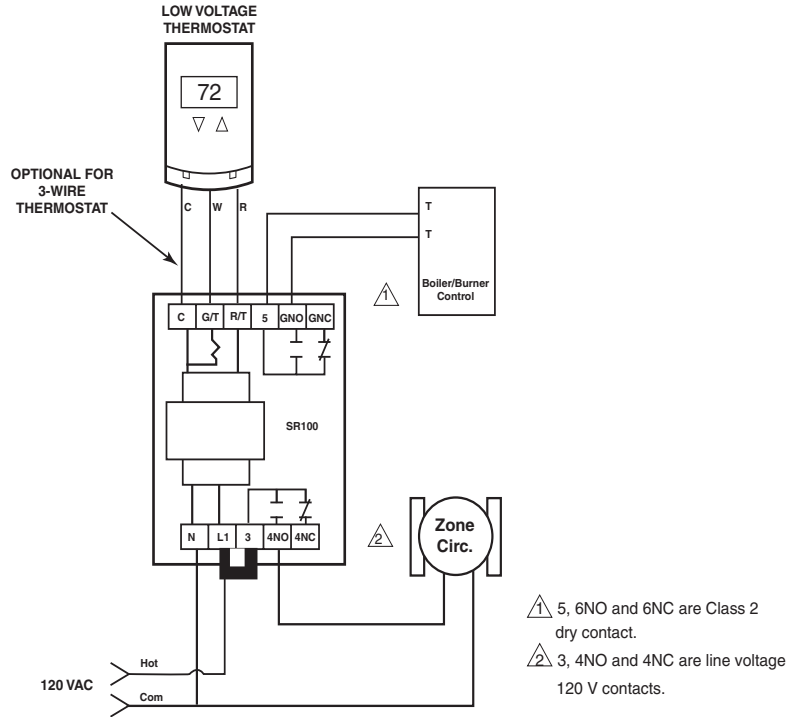 LOW VOLTAGE
THERMOSTAT
72
OPTIONAL FOR
3-WIRE
THERMOSTAT
C W R
T
T
Boiler/Burner
Control
1
C G/T R/T 5 GNO GNC
SR100
N L1 3 4NO 4NC
2
Zone
Circ.
1 5, 6NO and 6NC are Class 2
dry contact.
2 3, 4NO and 4NC are line voltage
120 V contacts.
Hot
120 VAC
Com